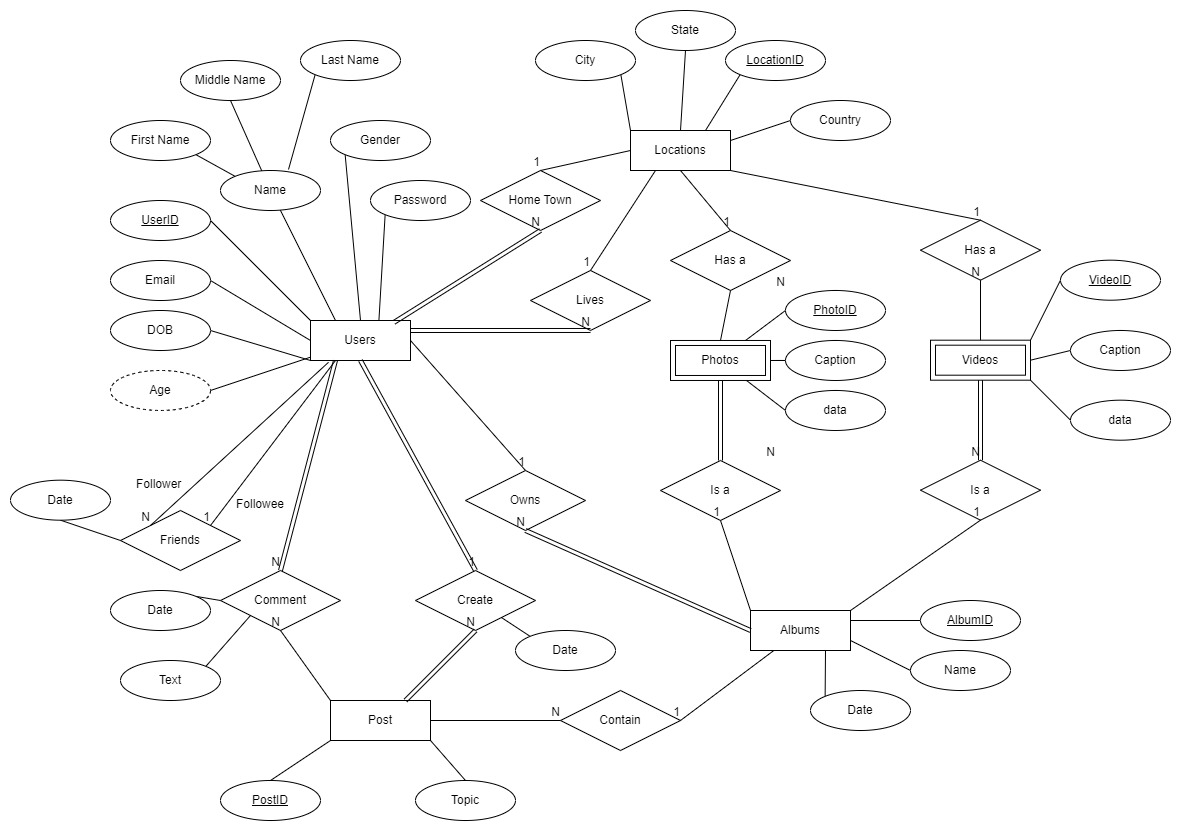 State
City
LocationID
Last Name
Middle Name
Country
First Name
Gender
Locations
1
Name
Password
Home Town
UserID
N
1
1
Has a
Has a
1
N
Email
N
VideoID
Lives
PhotoID
N
DOB
Users
Photos
Caption
Videos
Caption
Age
data
data
N
N
1
Follower
Is a
Is a
Date
Owns
Followee
N
1
N
1
1
Friends
N
1
Comment
Create
Date
N
N
Albums
AlbumID
Date
Name
Text
Date
N
1
Post
Contain
PostID
Topic